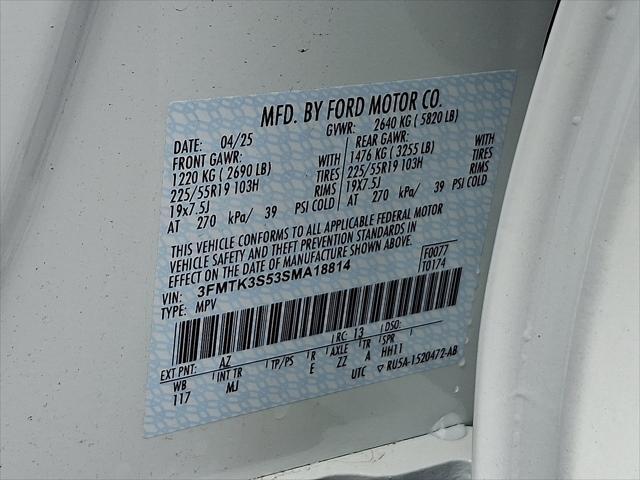 MFD. BY FORD MOTOR CO.
DATE: 04/25 GVWR: 2640 KG ( 5820 LB)
FRONT GAWR: REAR GAWR:
1220 KG ( 2690 LB) WITH 1476 KG ( 3255 LB) WITH
225/55R19 103H TIRES 225/55R19 103H TIRES
19X7.5J RIMS 19X7.5J RIMS
AT 270 kPa/ 39 PSI COLD AT 270 kPa/ 39 PSI COLD
THIS VEHICLE CONFORMS TO ALL APPLICABLE FEDERAL MOTOR
VEHICLE SAFETY AND THEFT PREVENTION STANDARDS IN
EFFECT ON THE DATE OF MANUFACTURE SHOWN ABOVE.
VIN: 3FMTK3S53SMA18814 F0077
TYPE: MPV T0174
EXT PNT: AZ RC: 13 DSO:
WB INT TR TP/PS R AXLE TR SPR
117 MJ E ZZ A HH11
UTC RU5A-1520472-AB